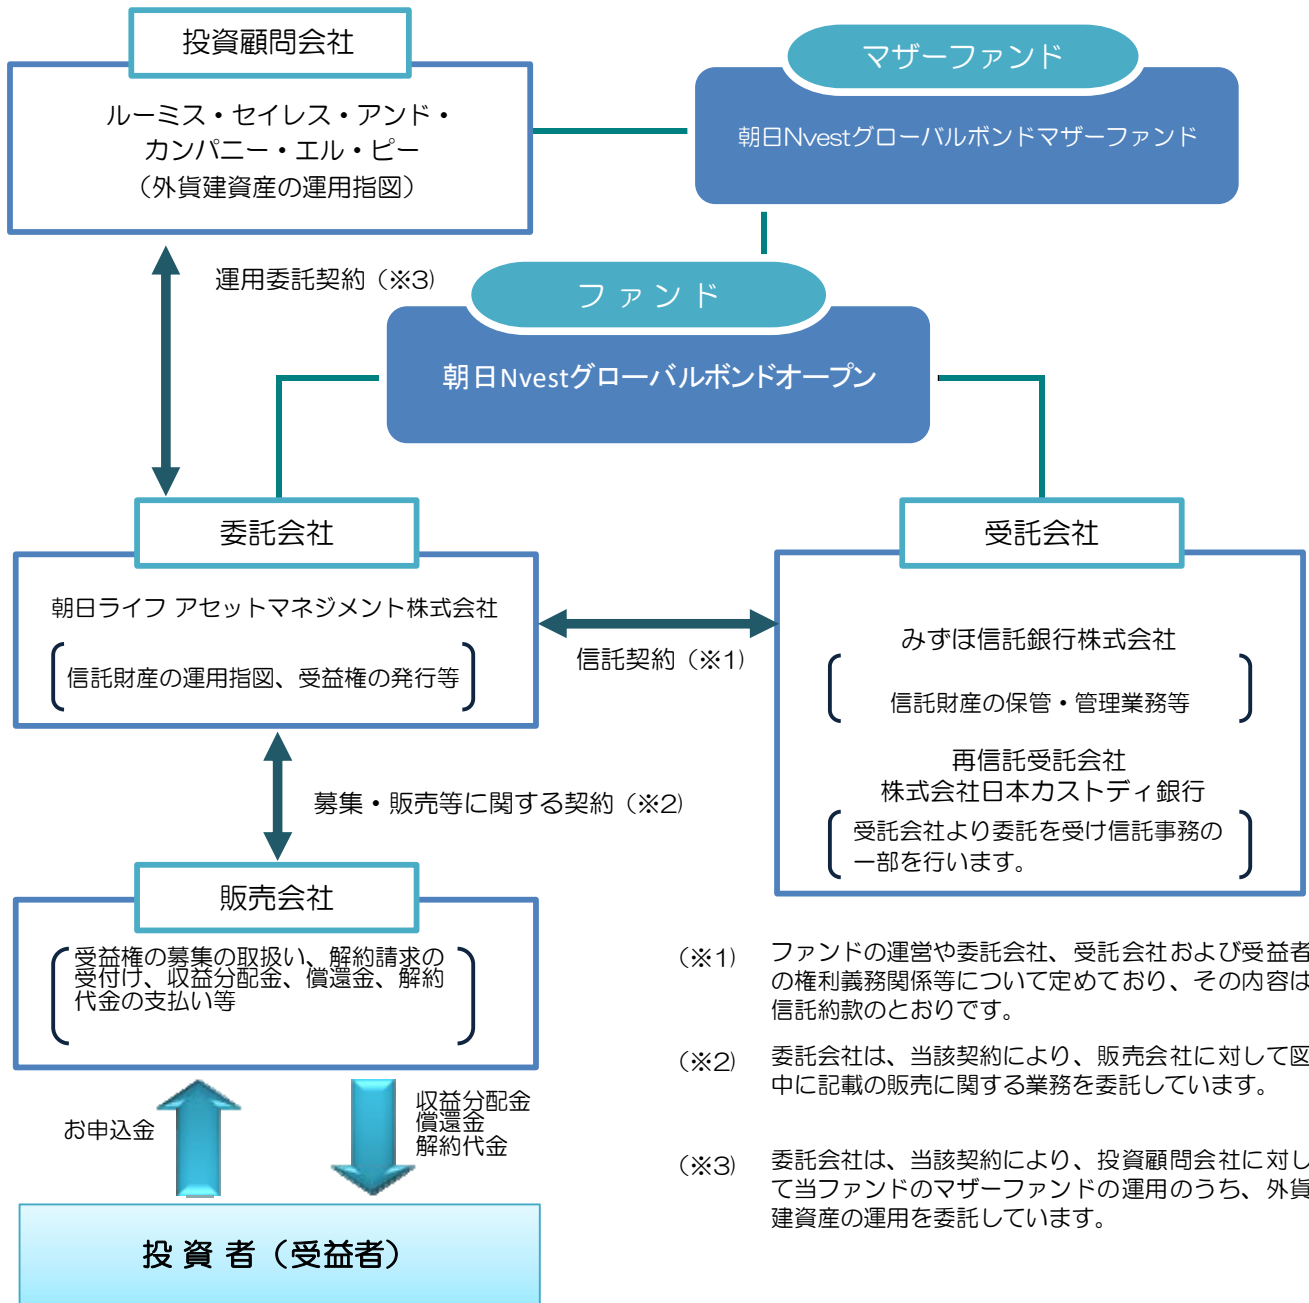 投資顧問会社
ルーミス・セイレス・アンド・
カンパニー・エル・ピー
（外貨建資産の運用指図）
マザーファンド
朝日Nvestグローバルボンドマザーファンド
運用委託契約（※3）
ファンド
朝日Nvestグローバルボンドオープン
委託会社
朝日ライフ アセットマネジメント株式会社
信託財産の運用指図、受益権の発行等
信託契約（※1）
受託会社
みずほ信託銀行株式会社
信託財産の保管・管理業務等
再信託受託会社
株式会社日本カストディ銀行
受託会社より委託を受け信託事務の
一部を行います。
募集・販売等に関する契約（※2）
販売会社
受益権の募集の取扱い、解約請求の
受付け、収益分配金、償還金、解約
代金の支払い等
お申込金
収益分配金
償還金
解約代金
投資者（受益者）
（※1） ファンドの運営や委託会社、受託会社および受益者
の権利義務関係等について定めており、その内容は
信託約款のとおりです。
（※2） 委託会社は、当該契約により、販売会社に対して図
中に記載の販売に関する業務を委託しています。
（※3） 委託会社は、当該契約により、投資顧問会社に対し
て当ファンドのマザーファンドの運用のうち、外貨
建資産の運用を委託しています。